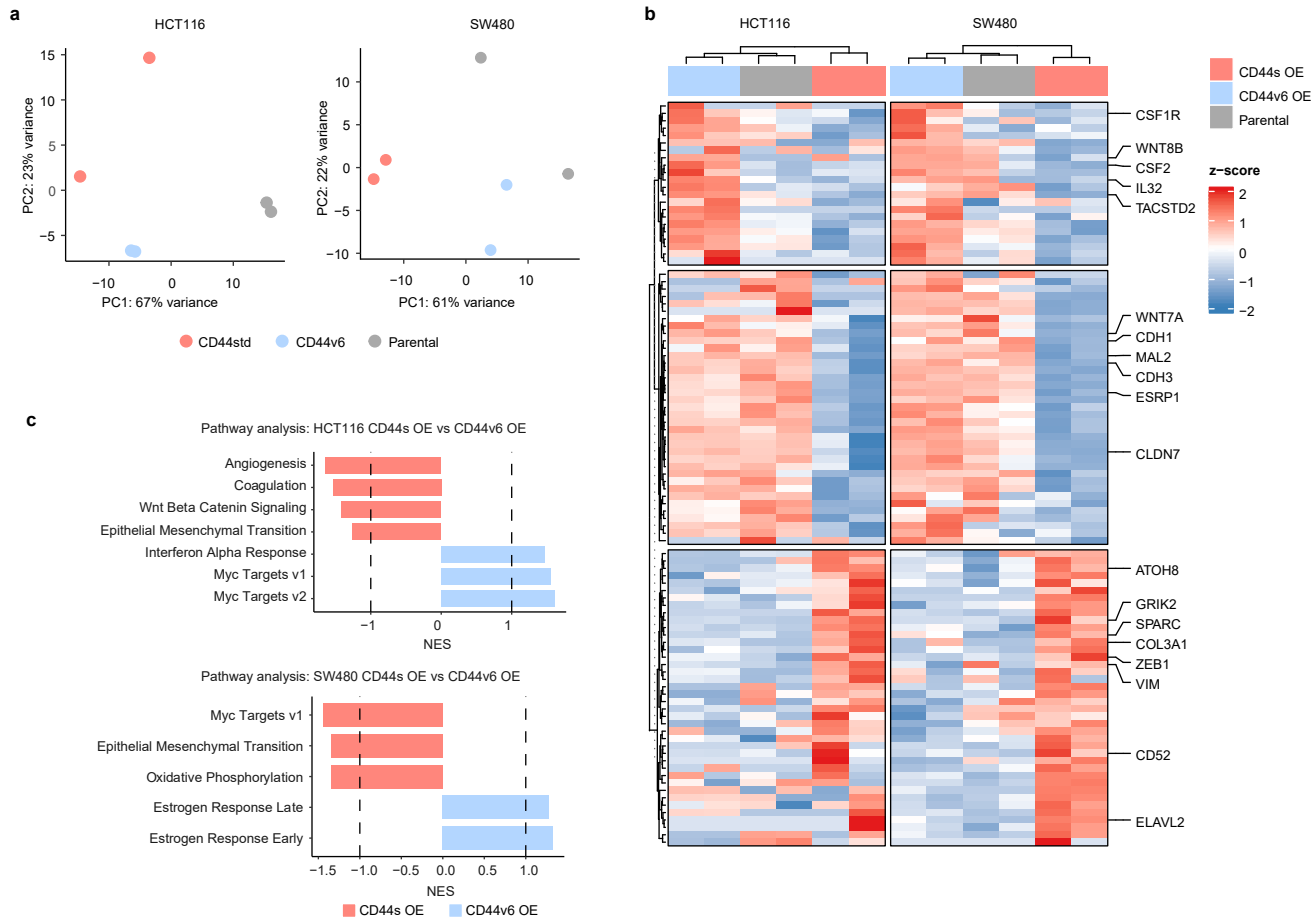 a
HCT116
SW480
PC2: 23% variance
15
10
5
0
−5
−10
0
10
PC1: 67% variance
PC2: 22% variance
10
5
0
−5
−10
−10
0
10
PC1: 61% variance
CD44std
CD44v6
Parental
b
HCT116
SW480
CD44s OE
CD44v6 OE
Parental
z−score
2
1
0
−1
−2
CSF1R
WNT8B
CSF2
IL32
TACSTD2
WNT7A
CDH1
MAL2
CDH3
ESRP1
CLDN7
ATOH8
GRIK2
SPARC
COL3A1
ZEB1
VIM
CD52
ELAVL2
c
Pathway analysis: HCT116 CD44s OE vs CD44v6 OE
Angiogenesis
Coagulation
Wnt Beta Catenin Signaling
Epithelial Mesenchymal Transition
Interferon Alpha Response
Myc Targets v1
Myc Targets v2
−1
0
1
NES
Pathway analysis: SW480 CD44s OE vs CD44v6 OE
Myc Targets v1
Epithelial Mesenchymal Transition
Oxidative Phosphorylation
Estrogen Response Late
Estrogen Response Early
−1.5
−1.0
−0.5
0.0
0.5
1.0
NES
CD44s OE
CD44v6 OE